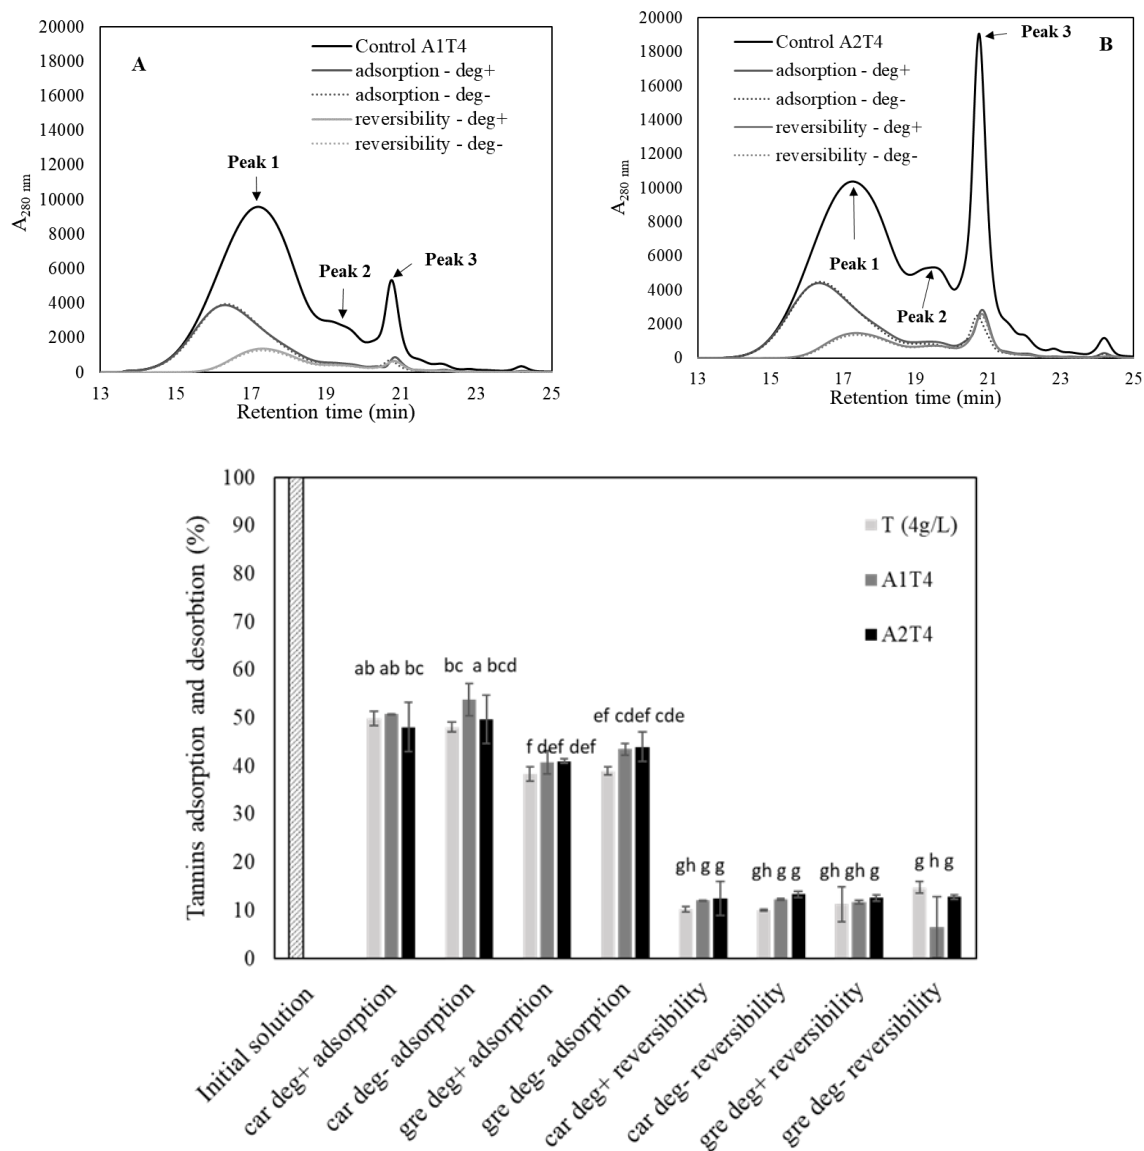 20000
18000
16000
14000
12000
10000
8000
6000
4000
2000
0
A280 nm
A
Control A1T4
adsorption - deg+
adsorption - deg-
reversibility - deg+
reversibility - deg-
Peak 1
Peak 2
Peak 3
13 15 17 19 21 23 25
Retention time (min)
20000
18000
16000
14000
12000
10000
8000
6000
4000
2000
0
A280 nm
B
Control A2T4
adsorption - deg+
adsorption - deg-
reversibility - deg+
reversibility - deg-
Peak 3
Peak 1
Peak 2
13 15 17 19 21 23 25
Retention time (min)
Tannins adsorption and desorbtion (%)
100
90
80
70
60
50
40
30
20
10
0
T (4g/L)
A1T4
A2T4
ab ab bc
bc a bcd
f def def
ef cdef cde
gh g g
gh g g
gh gh g
g h g
Initial solution
car deg+ adsorption
car deg- adsorption
gre deg+ adsorption
gre deg- adsorption
car deg+ reversibility
car deg- reversibility
gre deg+ reversibility
gre deg- reversibility